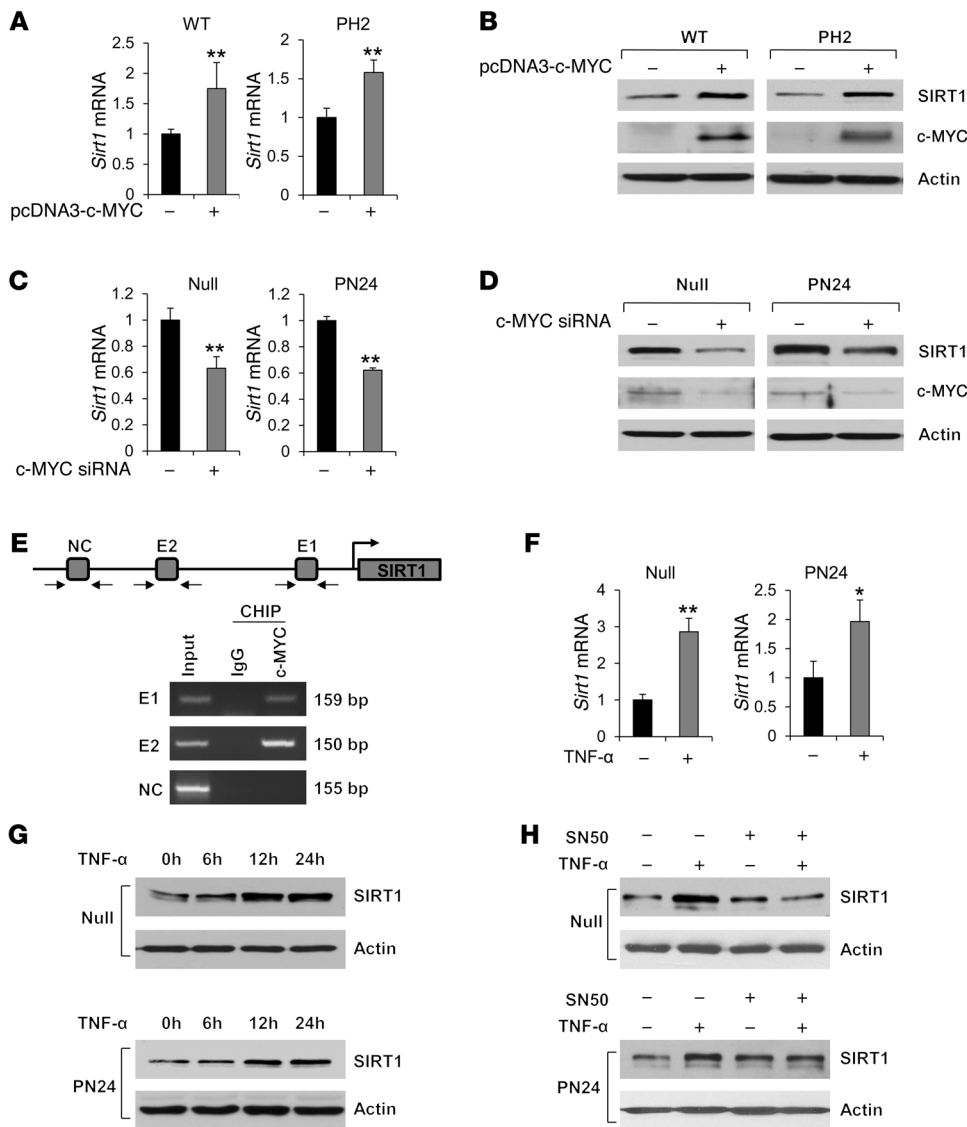 A
WT
PH2
Sirt1 mRNA
2.5
2
1.5
1
0.5
0
**
Sirt1 mRNA
2
1.5
1
0.5
0
**
pcDNA3-c-MYC – + – +
B
WT PH2
pcDNA3-c-MYC – + – +
SIRT1
c-MYC
Actin
C
Null
PN24
Sirt1 mRNA
1.2
1
0.8
0.6
0.4
0.2
0
**
Sirt1 mRNA
1.2
1
0.8
0.6
0.4
0.2
0
**
c-MYC siRNA – + – +
D
Null PN24
c-MYC siRNA – + – +
SIRT1
c-MYC
Actin
E
NC E2 E1
SIRT1
CHIP
Input IgG c-MYC
E1 159 bp
E2 150 bp
NC 155 bp
F
Null
PN24
Sirt1 mRNA
4
3
2
1
0
**
Sirt1 mRNA
2.5
2
1.5
1
0.5
0
*
TNF-α – + – +
G
TNF-α 0h 6h 12h 24h
Null
SIRT1
Actin
TNF-α 0h 6h 12h 24h
PN24
SIRT1
Actin
H
SN50 – – + +
TNF-α – + – +
Null
SIRT1
Actin
SN50 – – + +
TNF-α – + – +
PN24
SIRT1
Actin